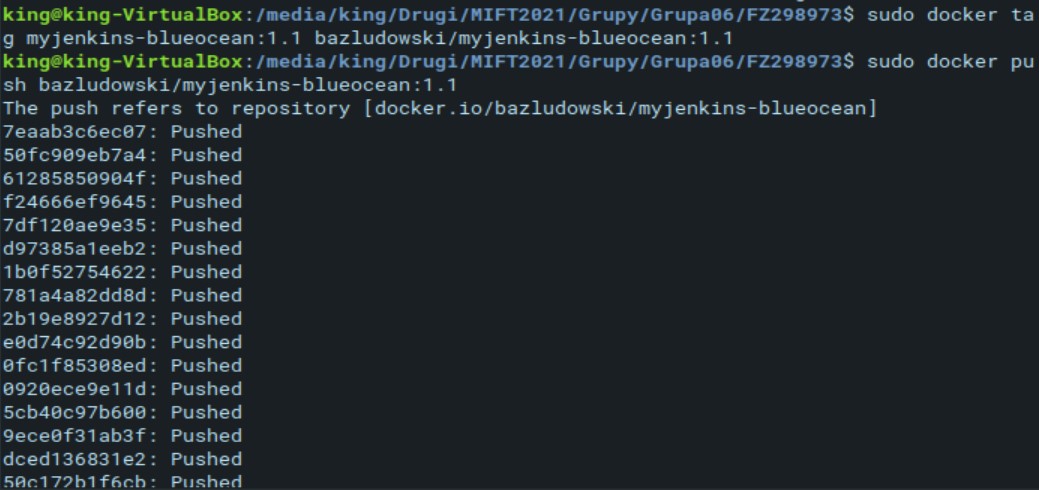 king@king-VirtualBox:/media/king/Drugi/MIFT2021/Grupy/Grupa06/FZ298973$ sudo docker ta
g myjenkins-blueocean:1.1 bazludowski/myjenkins-blueocean:1.1
king@king-VirtualBox:/media/king/Drugi/MIFT2021/Grupy/Grupa06/FZ298973$ sudo docker pu
sh bazludowski/myjenkins-blueocean:1.1
The push refers to repository [docker.io/bazludowski/myjenkins-blueocean]
7eaab3c6ec07: Pushed
50fc909eb7a4: Pushed
61285850904f: Pushed
f24666ef9645: Pushed
7df120ae9e35: Pushed
d97385a1eeb2: Pushed
1b0f52754622: Pushed
781a4a82dd8d: Pushed
2b19e8927d12: Pushed
e0d74c92d90b: Pushed
0fc1f85308ed: Pushed
0920ece9e11d: Pushed
5cb40c97b600: Pushed
9ece0f31ab3f: Pushed
dced136831e2: Pushed
50c172b1f6cb: Pushed